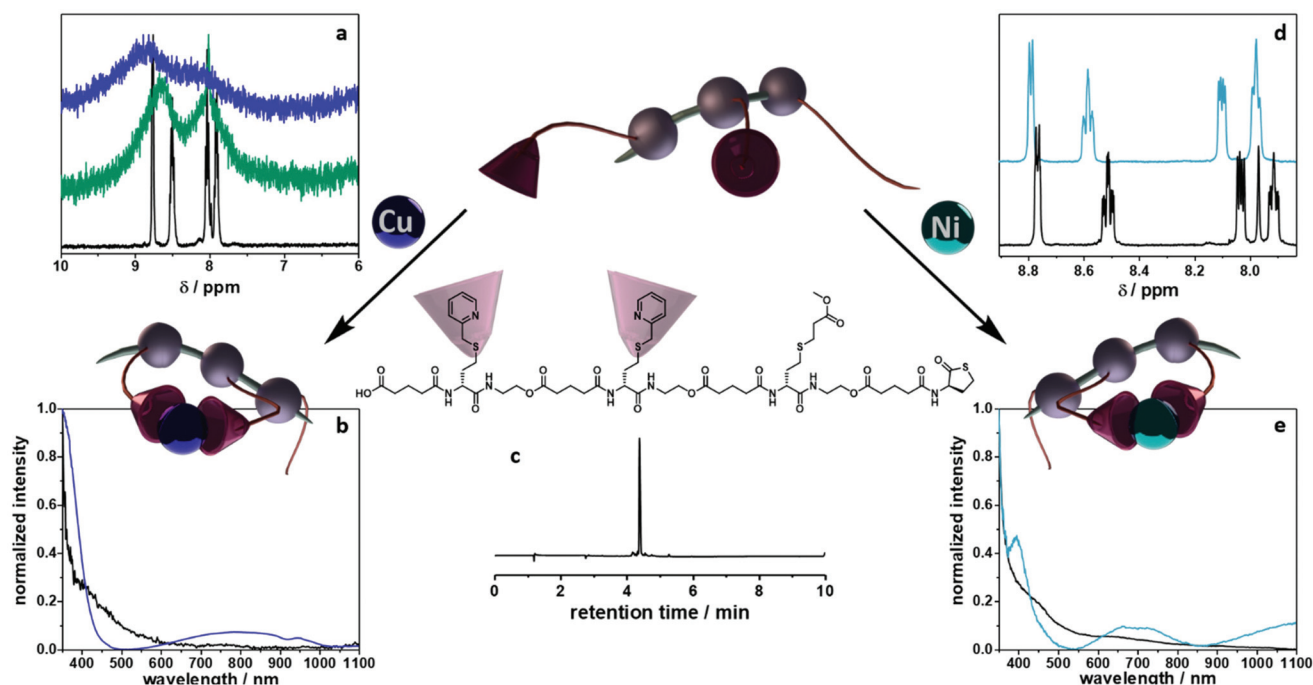 a
10 9 8 7 6
δ / ppm
Cu
Ni
d
8.8 8.6 8.4 8.2 8.0
δ / ppm
N
S
N
S
O
O
S
HO
O
O
N
H
O
H
N
O
O
O
N
H
O
H
N
O
O
O
N
H
O
H
N
O
O
O
N
H
O
S
b
1.0
0.8
0.6
0.4
0.2
0.0
normalized intensity
400 500 600 700 800 900 1000 1100
wavelength / nm
c
0 2 4 6 8 10
retention time / min
e
1.0
0.8
0.6
0.4
0.2
0.0
normalized intensity
400 500 600 700 800 900 1000 1100
wavelength / nm